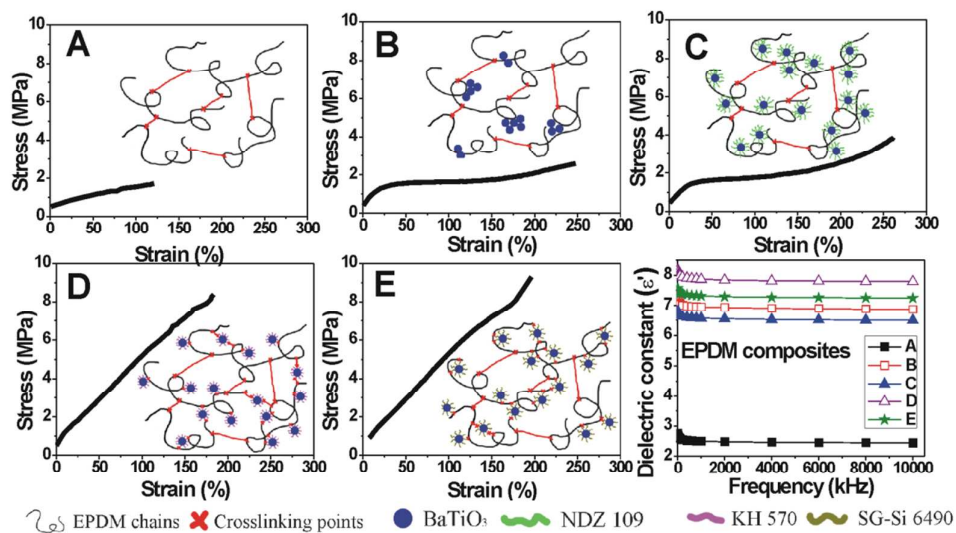 A
Stress (MPa)
10
8
6
4
2
0
0 50 100 150 200 250 300
Strain (%)
B
Stress (MPa)
10
8
6
4
2
0
0 50 100 150 200 250 300
Strain (%)
C
Stress (MPa)
10
8
6
4
2
0
0 50 100 150 200 250 300
Strain (%)
D
Stress (MPa)
10
8
6
4
2
0
0 50 100 150 200 250 300
Strain (%)
E
Stress (MPa)
10
8
6
4
2
0
0 50 100 150 200 250 300
Strain (%)
Dielectric constant (ε')
8
7
6
5
4
3
2
EPDM composites
A
B
C
D
E
0 2000 4000 6000 8000 10000
Frequency (kHz)
EPDM chains
Crosslinking points
BaTiO₃
NDZ 109
KH 570
SG-Si 6490